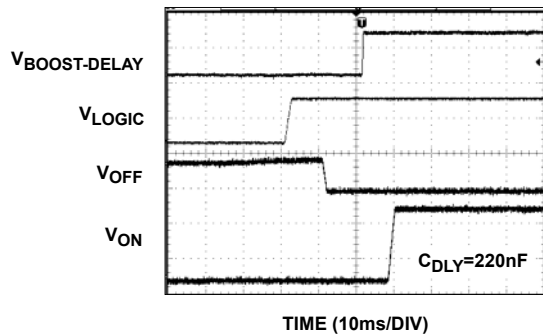 VBOOST-DELAY
VLOGIC
VOFF
VON
CDLY=220nF
TIME (10ms/DIV)